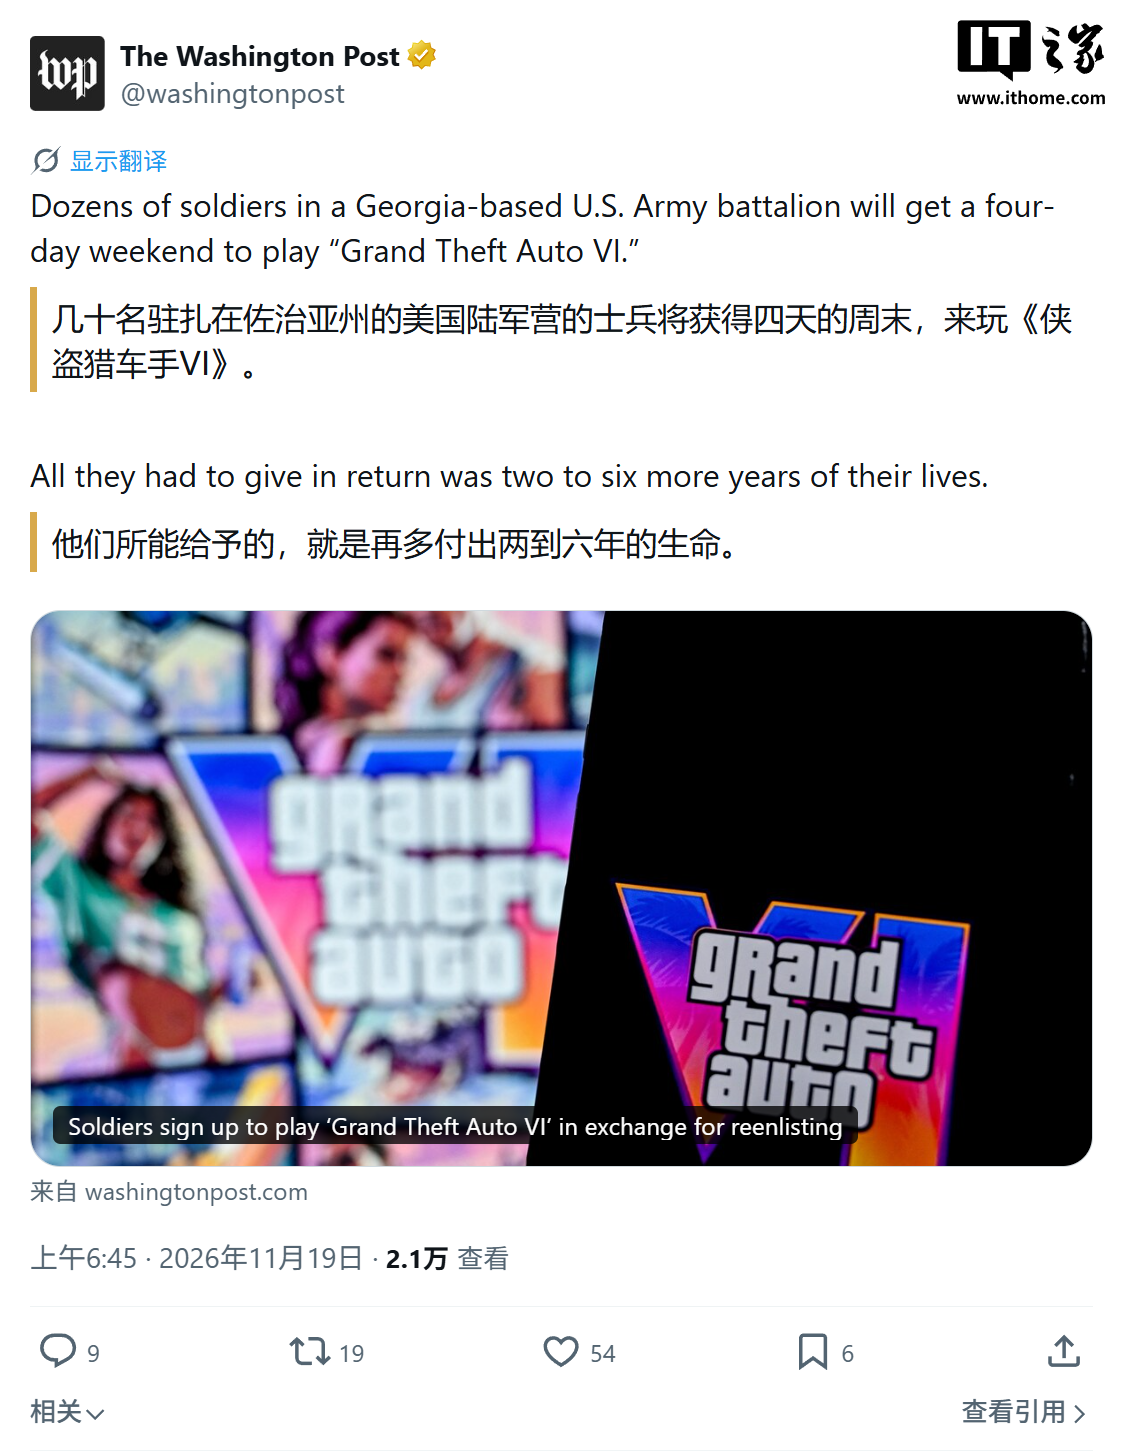 wp
The Washington Post
@washingtonpost
IT之家
www.ithome.com
显示翻译
Dozens of soldiers in a Georgia-based U.S. Army battalion will get a four-
day weekend to play “Grand Theft Auto VI.”
几十名驻扎在佐治亚州的美国陆军营的士兵将获得四天的周末，来玩《侠
盗猎车手VI》。
All they had to give in return was two to six more years of their lives.
他们所能给予的，就是再多付出两到六年的生命。
VI
grand
theft
auto
VI
grand
theft
auto
Soldiers sign up to play ‘Grand Theft Auto VI’ in exchange for reenlisting
来自 washingtonpost.com
上午6:45 · 2026年11月19日 · 2.1万 查看
9 19 54 6
相关 查看引用